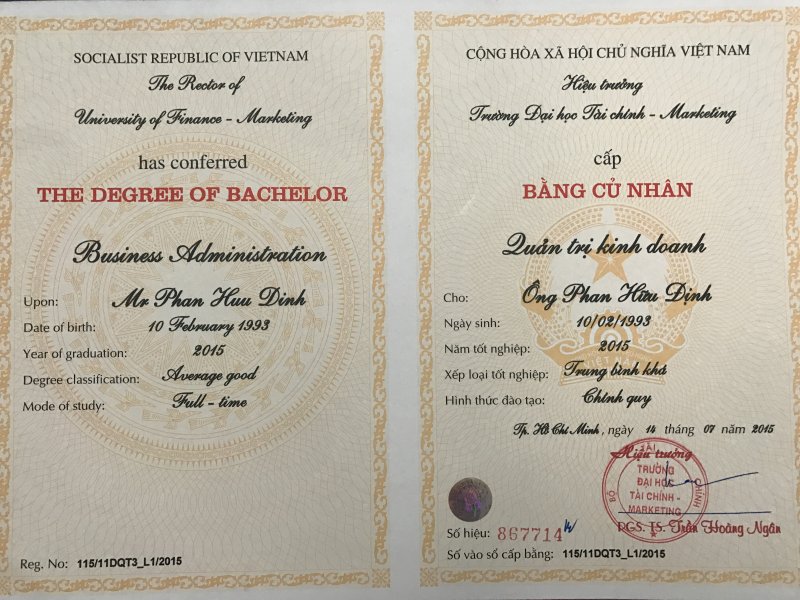 SOCIALIST REPUBLIC OF VIETNAM
The Rector of
University of Finance - Marketing
has conferred
THE DEGREE OF BACHELOR
Business Administration
Upon: Mr Phan Huu Dinh
Date of birth: 10 February 1993
Year of graduation: 2015
Degree classification: Average good
Mode of study: Full - time
Reg. No: 115/11DQT3_L1/2015
CỘNG HÒA XÃ HỘI CHỦ NGHĨA VIỆT NAM
Hiệu trưởng
Trường Đại học Tài chính - Marketing
cấp
BẰNG CỬ NHÂN
Quản trị kinh doanh
Cho: Ông Phan Hữu Định
Ngày sinh: 10/02/1993
Năm tốt nghiệp: 2015
Xếp loại tốt nghiệp: Trung bình khá
Hình thức đào tạo: Chính quy
Tp. Hồ Chí Minh, ngày 14 tháng 07 năm 2015
Hiệu trưởng
BỘ TÀI CHÍNH
TRƯỜNG
ĐẠI HỌC
TÀI CHÍNH -
MARKETING
PGS. TS. Trần Hoàng Ngân
Số hiệu: 867714
Số vào sổ cấp bằng: 115/11DQT3_L1/2015